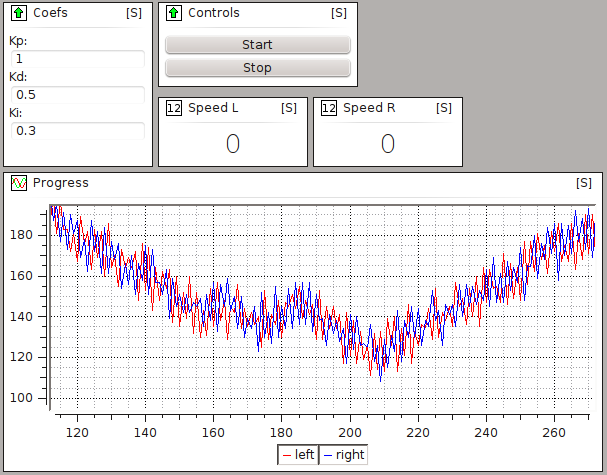 Coefs [S]
Kp:
1
Kd:
0.5
Ki:
0.3
Controls [S]
Start
Stop
12 Speed L [S]
0
12 Speed R [S]
0
Progress [S]
180
160
140
120
100
120 140 160 180 200 220 240 260
left right